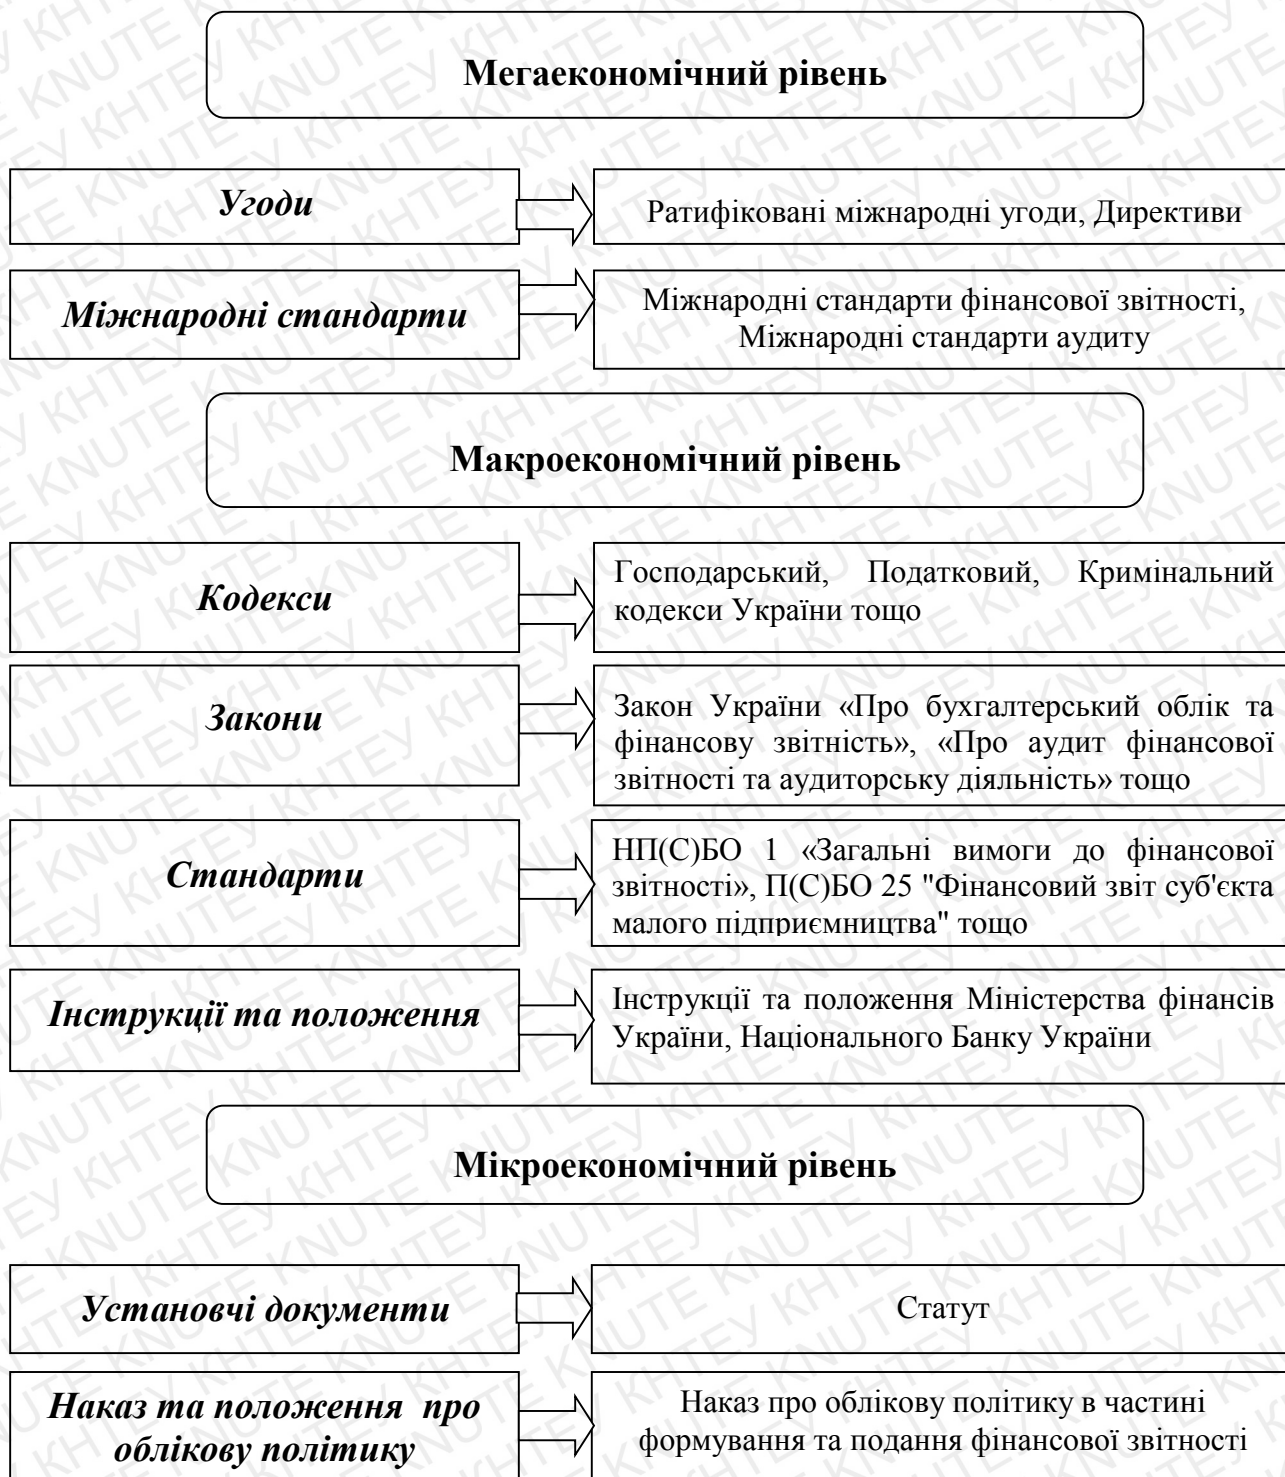 Мегаекономічний рівень
Угоди
Ратифіковані міжнародні угоди, Директиви
Міжнародні стандарти
Міжнародні стандарти фінансової звітності,
Міжнародні стандарти аудиту
Макроекономічний рівень
Кодекси
Господарський, Податковий, Кримінальний
кодекси України тощо
Закони
Закон України «Про бухгалтерський облік та
фінансову звітність», «Про аудит фінансової
звітності та аудиторську діяльність» тощо
Стандарти
НП(С)БО 1 «Загальні вимоги до фінансової
звітності», П(С)БО 25 "Фінансовий звіт суб'єкта
малого підприємництва" тощо
Інструкції та положення
Інструкції та положення Міністерства фінансів
України, Національного Банку України
Мікроекономічний рівень
Установчі документи
Статут
Наказ та положення про
облікову політику
Наказ про облікову політику в частині
формування та подання фінансової звітності